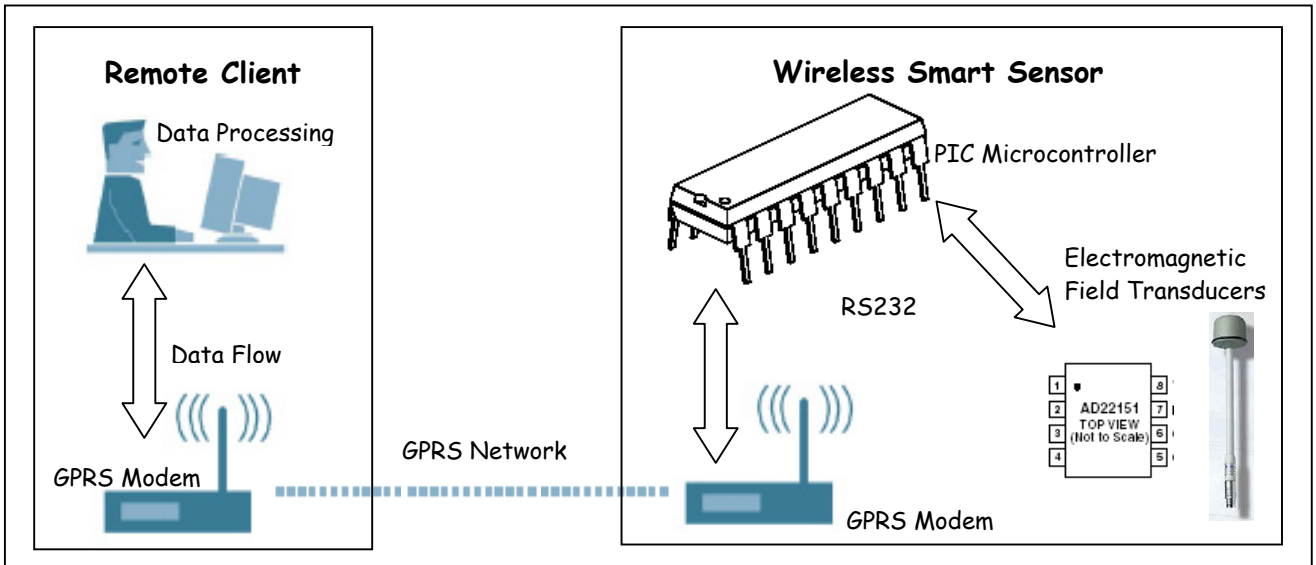 Remote Client
Data Processing
Data Flow
GPRS Modem
GPRS Network
Wireless Smart Sensor
PIC Microcontroller
RS232
Electromagnetic
Field Transducers
1
2
3
4
AD22151
TOP VIEW
(Not to Scale)
8
7
6
5
GPRS Modem